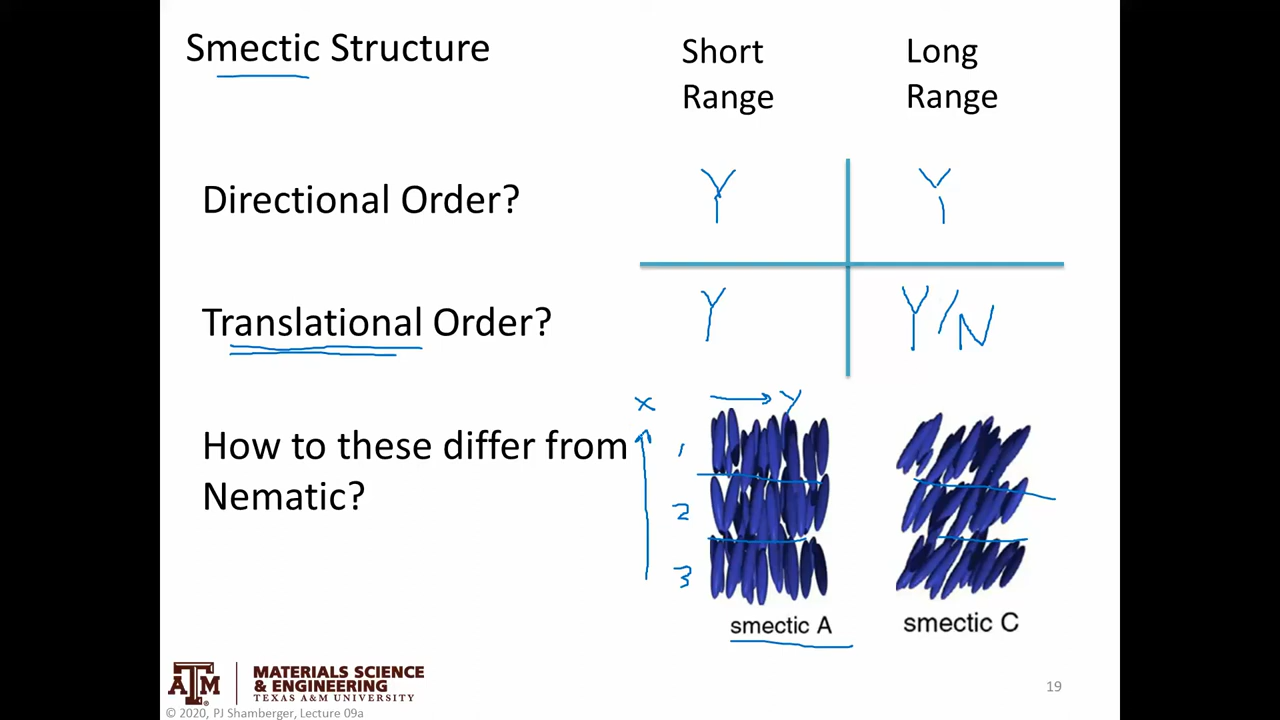 Smectic Structure
Short
Range
Long
Range
Directional Order?
Y
Y
Translational Order?
Y
Y/N
How to these differ from
Nematic?
x
Y
1
2
3
smectic A
smectic C
ATM
MATERIALS SCIENCE
& ENGINEERING
TEXAS A&M UNIVERSITY
© 2020, PJ Shamberger, Lecture 09a
19